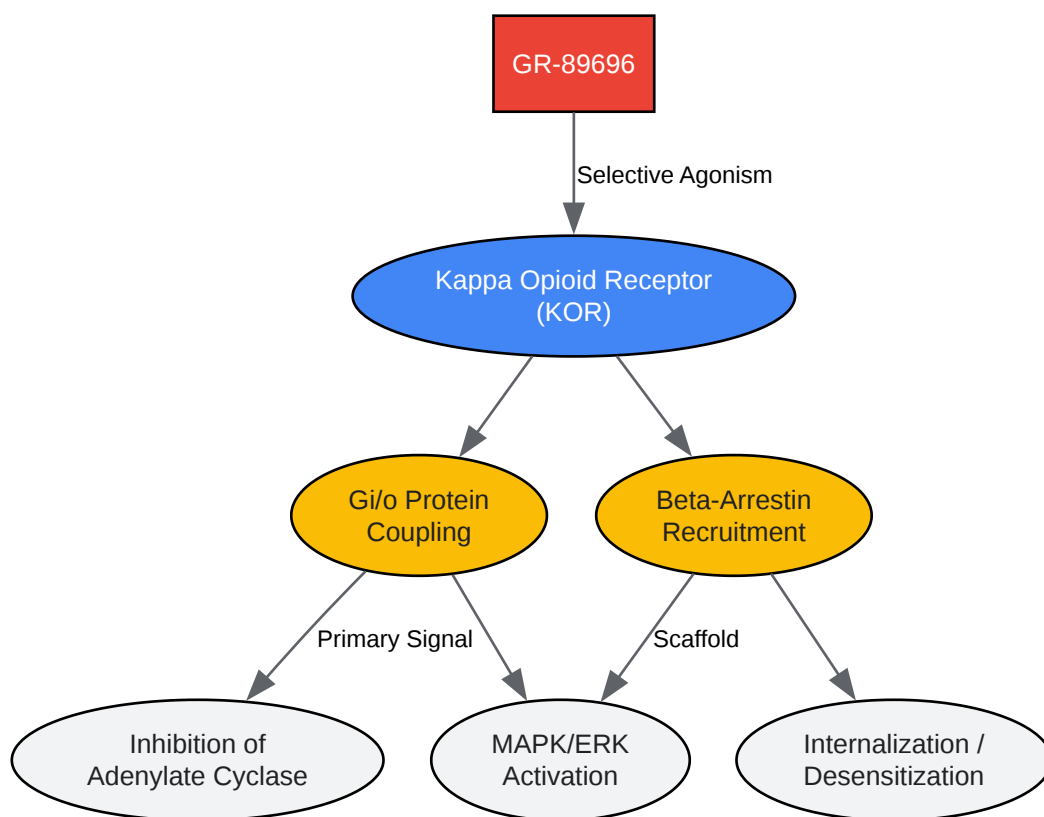 GR-89696
Selective Agonism
Kappa Opioid Receptor
(KOR)
Gi/o Protein
Coupling
Beta-Arrestin
Recruitment
Primary Signal
Scaffold
Inhibition of
Adenylate Cyclase
MAPK/ERK
Activation
Internalization /
Desensitization